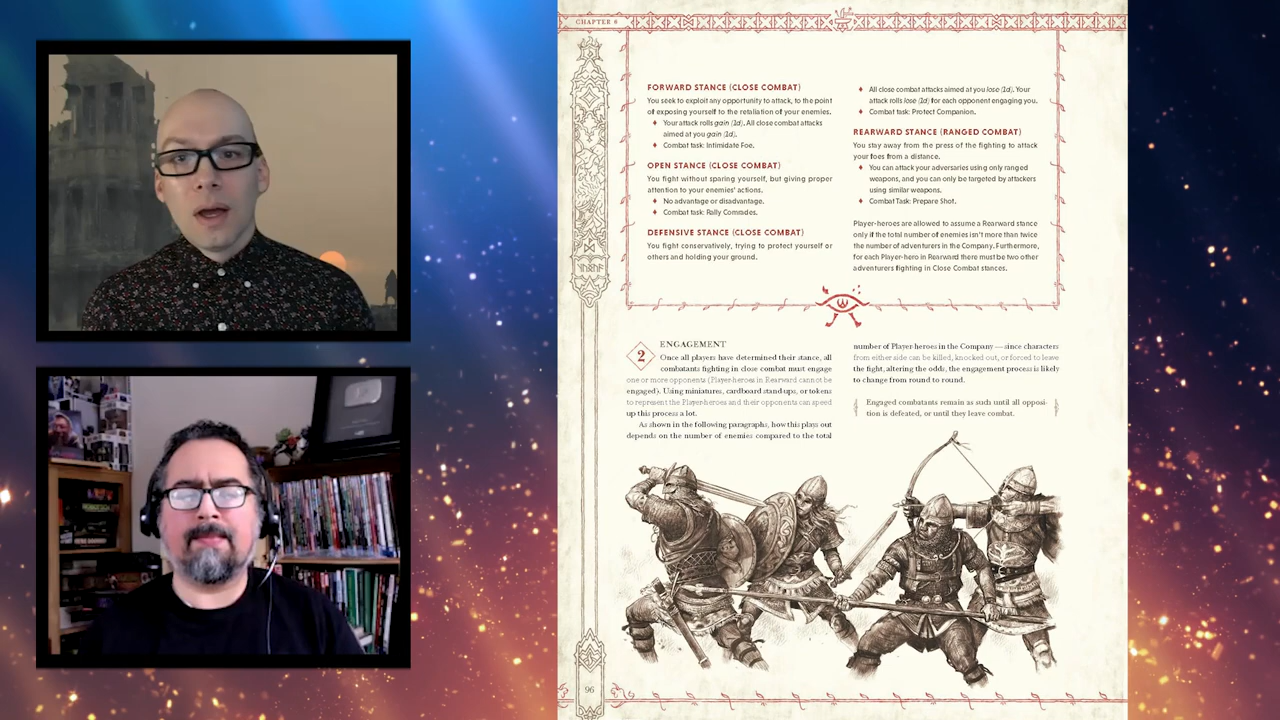 CHAPTER 6
FORWARD STANCE (CLOSE COMBAT)
You seek to exploit any opportunity to attack, to the point
of exposing yourself to the retaliation of your enemies.
♦ Your attack rolls gain (1d). All close combat attacks
aimed at you gain (1d).
♦ Combat task: Intimidate Foe.
OPEN STANCE (CLOSE COMBAT)
You fight without sparing yourself, but giving proper
attention to your enemies' actions.
♦ No advantage or disadvantage.
♦ Combat task: Rally Comrades.
DEFENSIVE STANCE (CLOSE COMBAT)
You fight conservatively, trying to protect yourself or
others and holding your ground.
♦ All close combat attacks aimed at you lose (1d). Your
attack rolls lose (1d) for each opponent engaging you.
♦ Combat task: Protect Companion.
REARWARD STANCE (RANGED COMBAT)
You stay away from the press of the fighting to attack
your foes from a distance.
♦ You can attack your adversaries using only ranged
weapons, and you can only be targeted by attackers
using similar weapons.
♦ Combat Task: Prepare Shot.
Player-heroes are allowed to assume a Rearward stance
only if the total number of enemies isn't more than twice
the number of adventurers in the Company. Furthermore,
for each Player-hero in Rearward there must be two other
adventurers fighting in Close Combat stances.
2
ENGAGEMENT
Once all players have determined their stance, all
combatants fighting in close combat must engage
one or more opponents (Player-heroes in Rearward cannot be
engaged). Using miniatures, cardboard stand-ups, or tokens
to represent the Player-heroes and their opponents can speed
up this process a lot.
As shown in the following paragraphs, how this plays out
depends on the number of enemies compared to the total
number of Player-heroes in the Company — since characters
from either side can be killed, knocked out, or forced to leave
the fight, altering the odds, the engagement process is likely
to change from round to round.
Engaged combatants remain as such until all opposi-
tion is defeated, or until they leave combat.
96